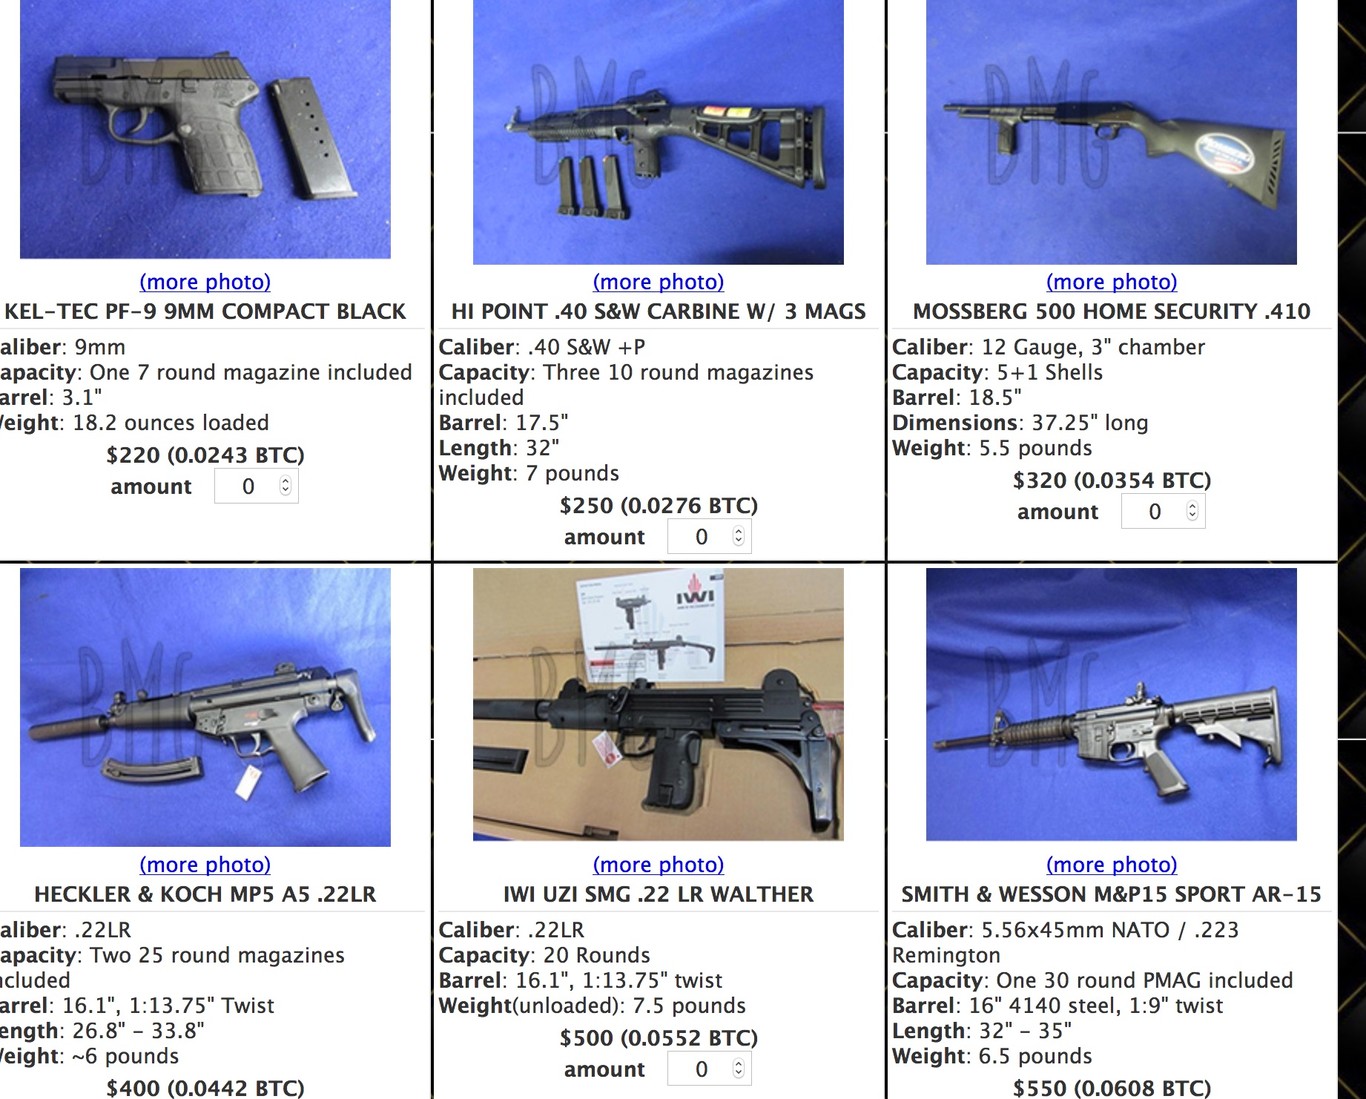 BMG
BMG
BMG
(more photo)
(more photo)
(more photo)
KEL-TEC PF-9 9MM COMPACT BLACK
HI POINT .40 S&W CARBINE W/ 3 MAGS
MOSSBERG 500 HOME SECURITY .410
aliber: 9mm
apacity: One 7 round magazine included
arrel: 3.1"
eight: 18.2 ounces loaded
$220 (0.0243 BTC)
amount 0
Caliber: .40 S&W +P
Capacity: Three 10 round magazines
included
Barrel: 17.5"
Length: 32"
Weight: 7 pounds
$250 (0.0276 BTC)
amount 0
Caliber: 12 Gauge, 3" chamber
Capacity: 5+1 Shells
Barrel: 18.5"
Dimensions: 37.25" long
Weight: 5.5 pounds
$320 (0.0354 BTC)
amount 0
BMG
IWI
BMG
BMG
(more photo)
(more photo)
(more photo)
HECKLER & KOCH MP5 A5 .22LR
IWI UZI SMG .22 LR WALTHER
SMITH & WESSON M&P15 SPORT AR-15
aliber: .22LR
apacity: Two 25 round magazines
ncluded
arrel: 16.1", 1:13.75" Twist
ength: 26.8" - 33.8"
eight: ~6 pounds
$400 (0.0442 BTC)
Caliber: .22LR
Capacity: 20 Rounds
Barrel: 16.1", 1:13.75" twist
Weight(unloaded): 7.5 pounds
$500 (0.0552 BTC)
amount 0
Caliber: 5.56x45mm NATO / .223
Remington
Capacity: One 30 round PMAG included
Barrel: 16" 4140 steel, 1:9" twist
Length: 32" - 35"
Weight: 6.5 pounds
$550 (0.0608 BTC)